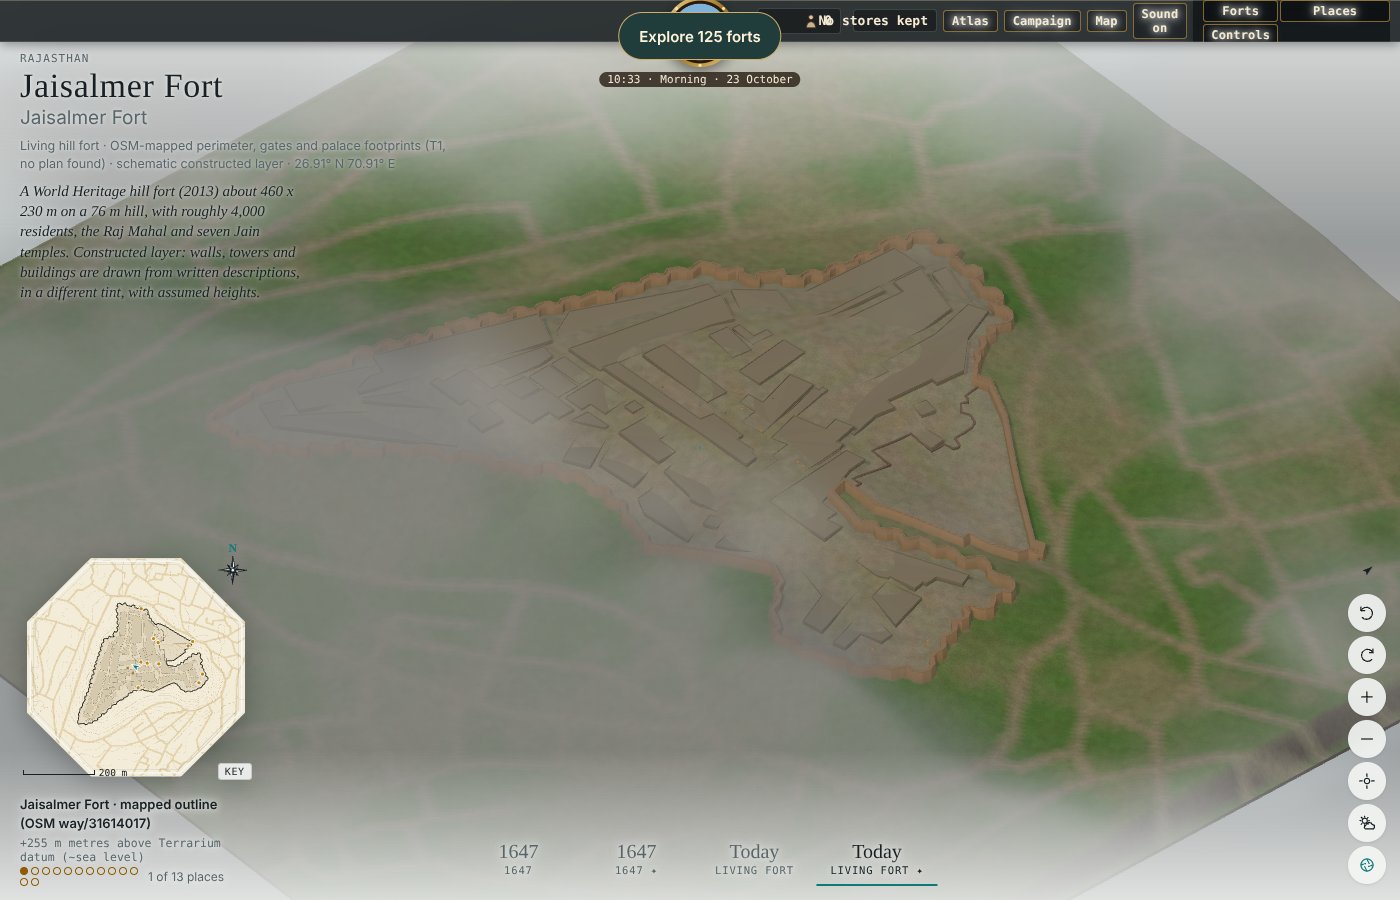 Explore 125 forts
No stores kept
Atlas
Campaign
Map
Sound on
Forts
Places
Controls
10:33 · Morning · 23 October
RAJASTHAN
Jaisalmer Fort
Jaisalmer Fort
Living hill fort · OSM-mapped perimeter, gates and palace footprints (T1,
no plan found) · schematic constructed layer · 26.91° N 70.91° E
A World Heritage hill fort (2013) about 460 x
230 m on a 76 m hill, with roughly 4,000
residents, the Raj Mahal and seven Jain
temples. Constructed layer: walls, towers and
buildings are drawn from written descriptions,
in a different tint, with assumed heights.
N
200 m
KEY
Jaisalmer Fort · mapped outline
(OSM way/31614017)
+255 m metres above Terrarium
datum (~sea level)
1 of 13 places
1647
1647
1647
1647 ✦
Today
LIVING FORT
Today
LIVING FORT ✦